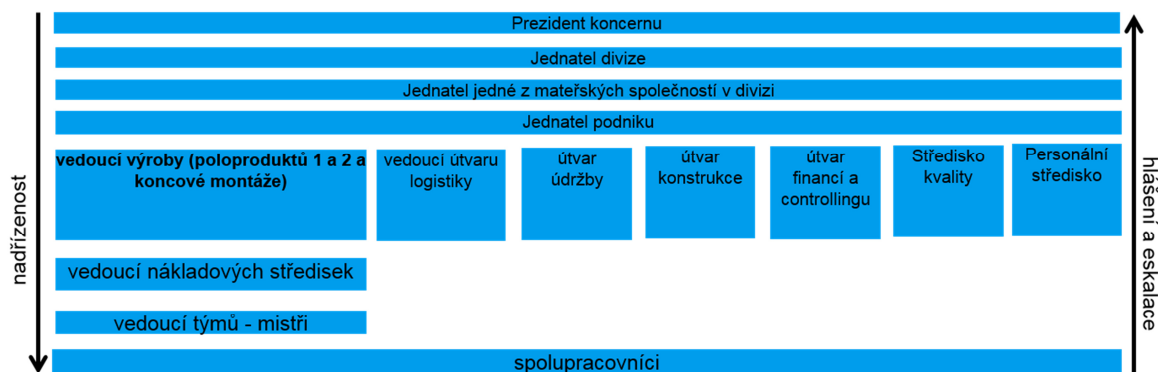 Prezident koncernu
Jednatel divize
Jednatel jedné z mateřských společností v divizi
Jednatel podniku
vedoucí výroby (poloproduktů 1 a 2 a
koncové montáže)
vedoucí útvaru
logistiky
útvar
údržby
útvar
konstrukce
útvar
financí a
controllingu
Středisko
kvality
Personální
středisko
vedoucí nákladových středisek
vedoucí týmů - mistři
spolupracovníci
nadřízenost
hlášení a eskalace